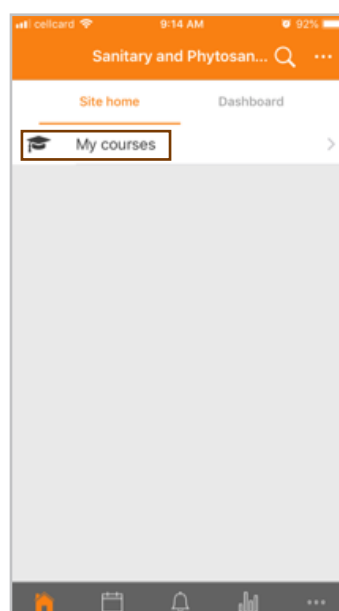 cellcard 9:14 AM 92%
Sanitary and Phytosan... 
Site home Dashboard
My courses